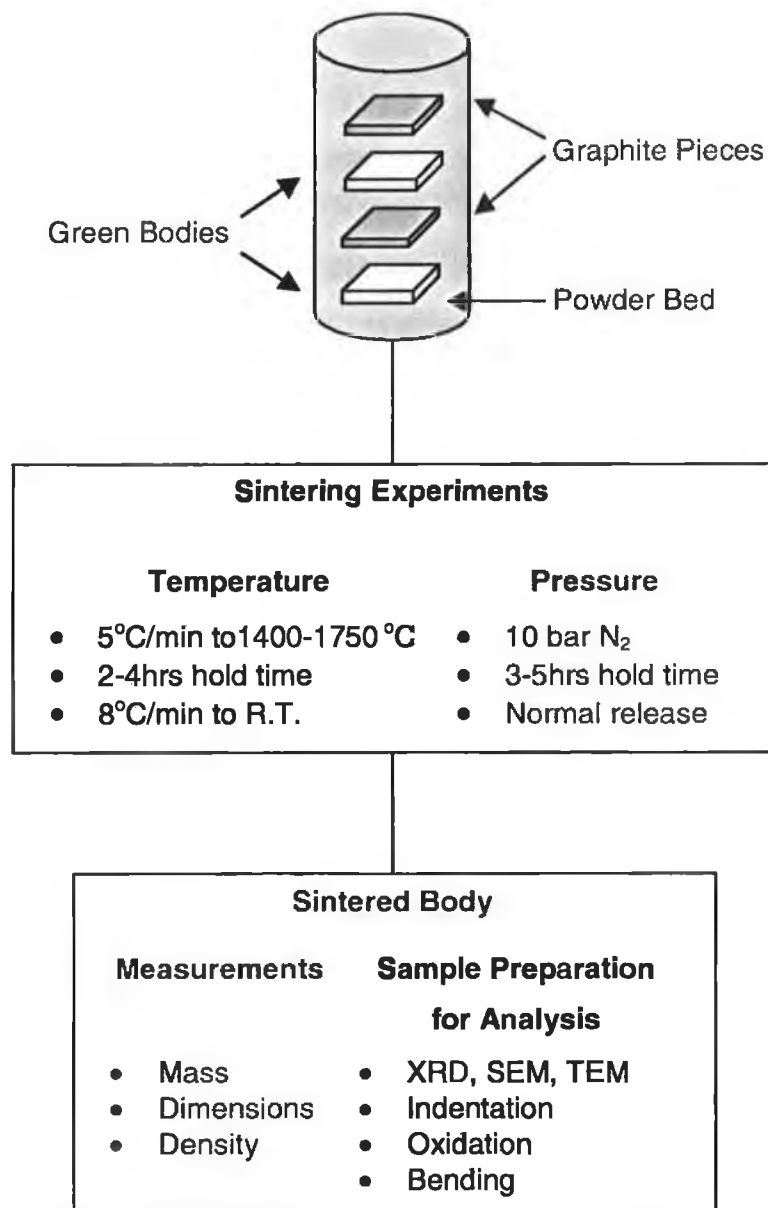 Graphite Pieces
Green Bodies
Powder Bed
Sintering Experiments
Temperature
• 5°C/min to1400-1750 °C
• 2-4hrs hold time
• 8°C/min to R.T.
Pressure
• 10 bar N₂
• 3-5hrs hold time
• Normal release
Sintered Body
Measurements
• Mass
• Dimensions
• Density
Sample Preparation
for Analysis
• XRD, SEM, TEM
• Indentation
• Oxidation
• Bending